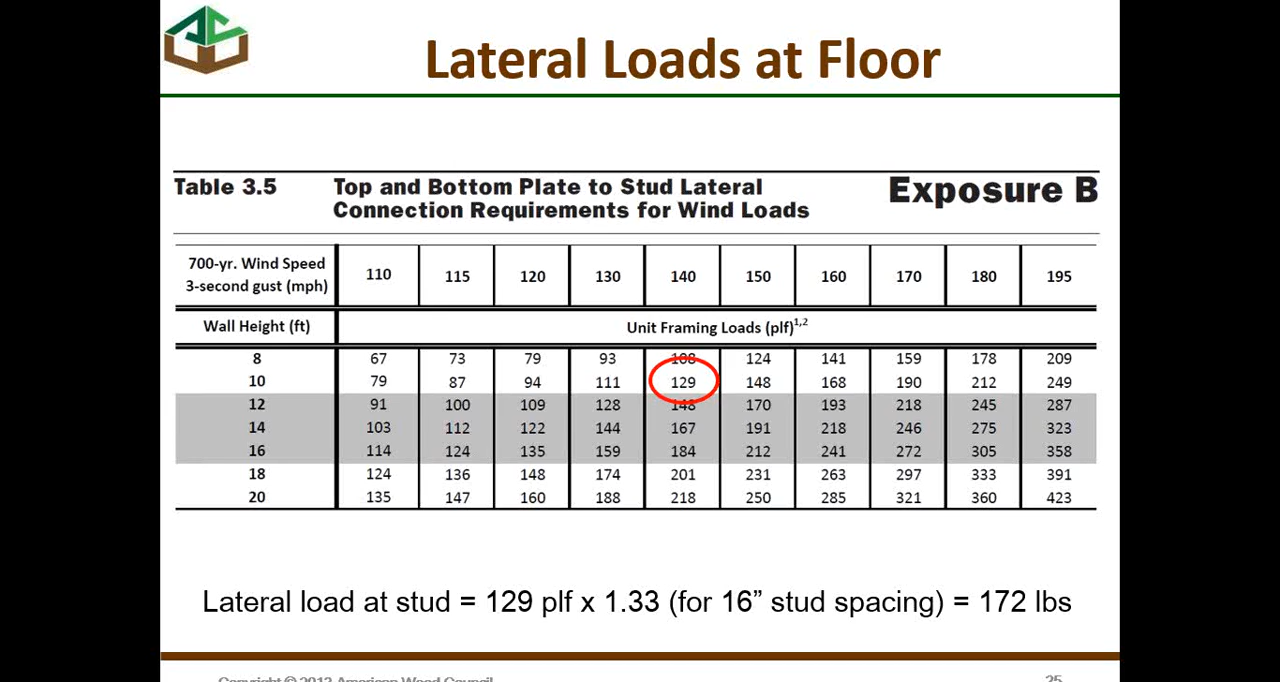 Lateral Loads at Floor
Table 3.5 Top and Bottom Plate to Stud Lateral Exposure B
Connection Requirements for Wind Loads
700-yr. Wind Speed
3-second gust (mph) 110 115 120 130 140 150 160 170 180 195
Wall Height (ft) Unit Framing Loads (plf)1,2
8 67 73 79 93 108 124 141 159 178 209
10 79 87 94 111 129 148 168 190 212 249
12 91 100 109 128 148 170 193 218 245 287
14 103 112 122 144 167 191 218 246 275 323
16 114 124 135 159 184 212 241 272 305 358
18 124 136 148 174 201 231 263 297 333 391
20 135 147 160 188 218 250 285 321 360 423
Lateral load at stud = 129 plf x 1.33 (for 16” stud spacing) = 172 lbs
Copyright © 2013 American Wood Council 25